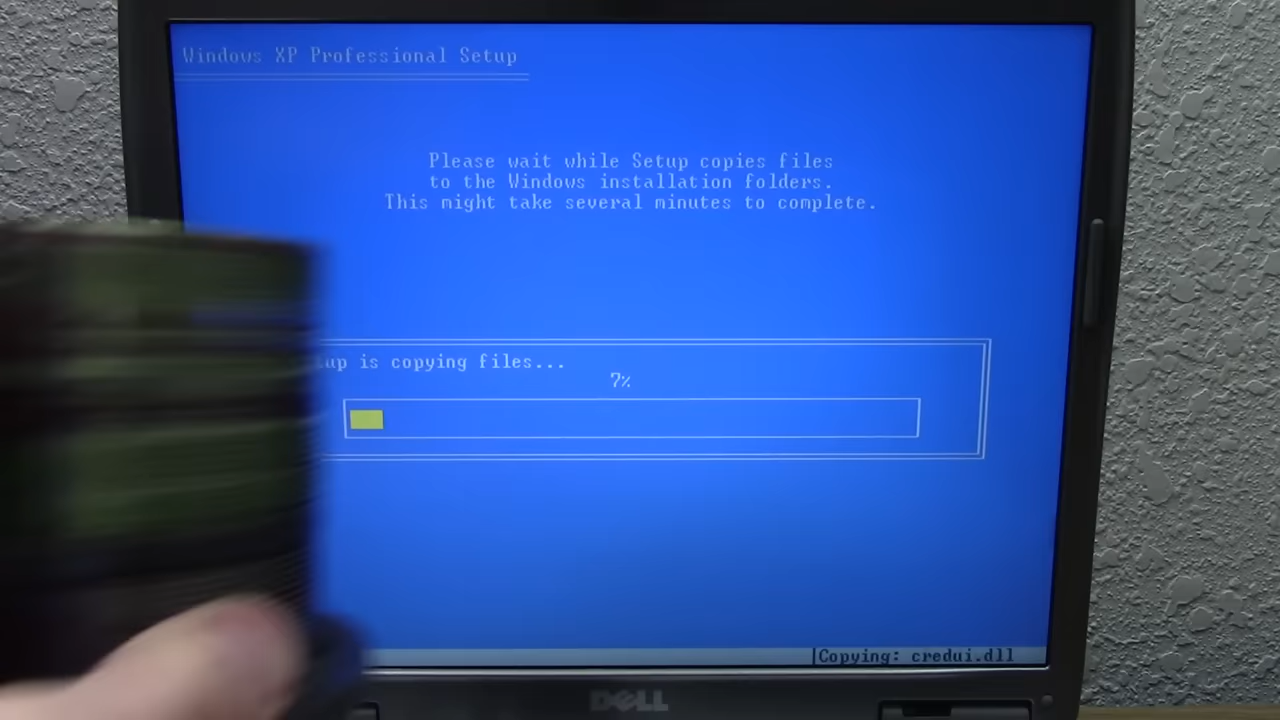 Windows XP Professional Setup
Please wait while Setup copies files
to the Windows installation folders.
This might take several minutes to complete.
up is copying files...
7%
Copying: credui.dll
DELL